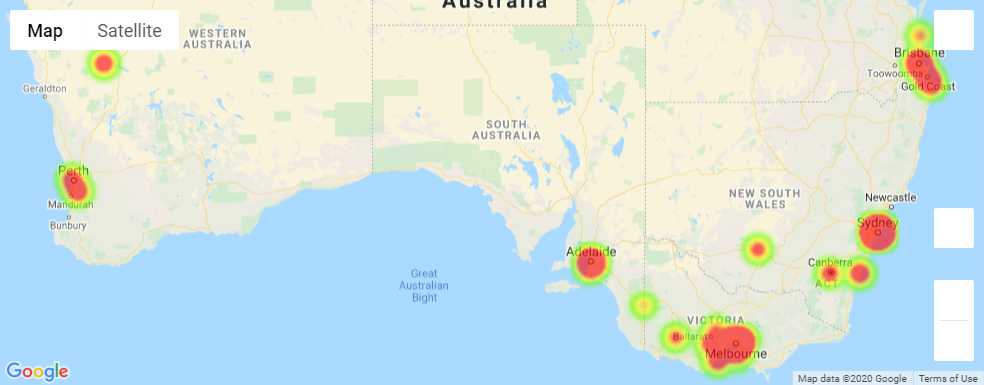 Australia
Map Satellite
WESTERN
AUSTRALIA
Brisbane
Toowoomba
Gold Coast
Geraldton
SOUTH
AUSTRALIA
Perth
Mandurah
Bunbury
NEW SOUTH
WALES
Newcastle
Sydney
Adelaide
Canberra
ACT
Great
Australian
Bight
VICTORIA
Ballarat
Melbourne
Google
Map data ©2020 Google Terms of Use